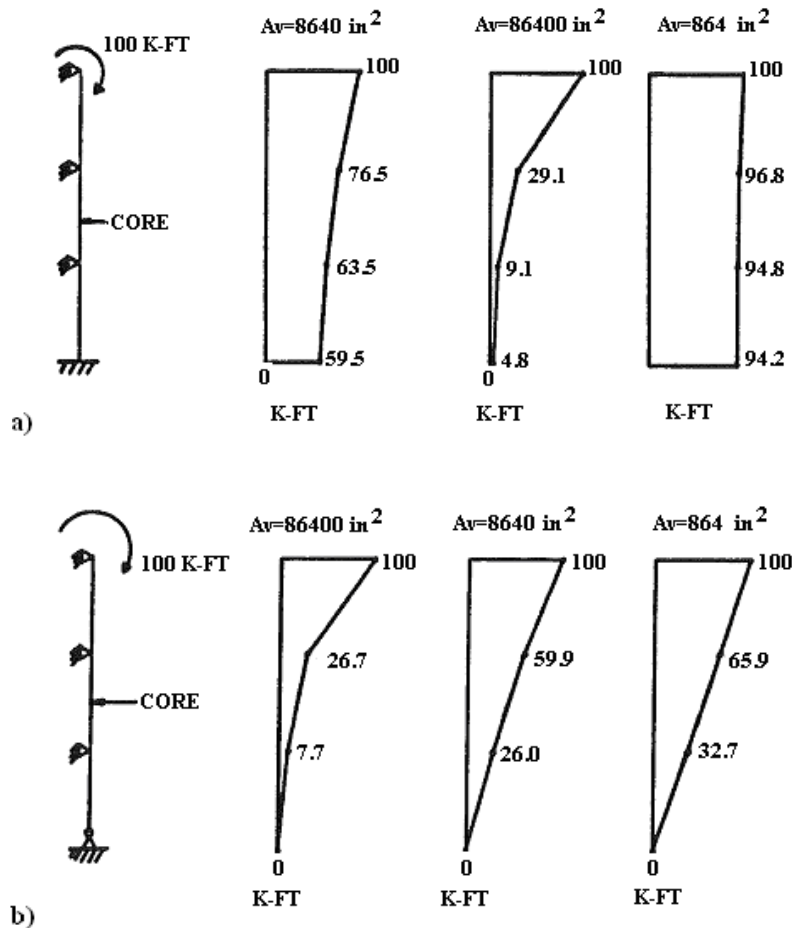 100 K-FT
CORE
Av=8640 in²
100
76.5
63.5
59.5
0
K-FT
Av=86400 in²
100
29.1
9.1
4.8
0
K-FT
Av=864 in²
100
96.8
94.8
94.2
K-FT
a)
100 K-FT
CORE
Av=86400 in²
100
26.7
7.7
0
K-FT
Av=8640 in²
100
59.9
26.0
0
K-FT
Av=864 in²
100
65.9
32.7
0
K-FT
b)